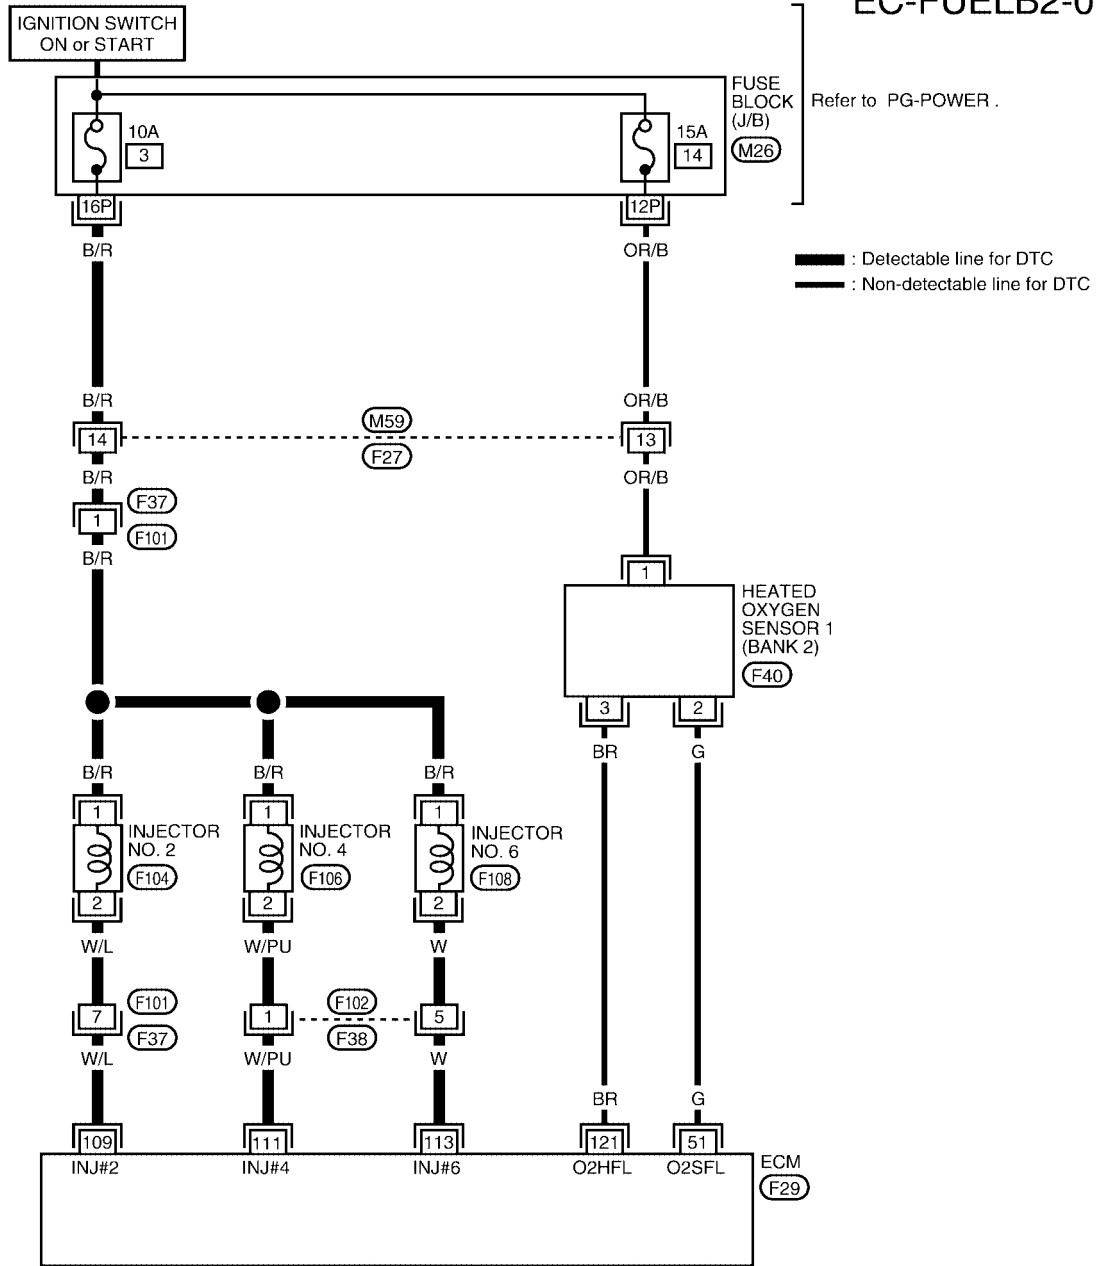 EC-FUELB2-0
IGNITION SWITCH
ON or START
FUSE
BLOCK
(J/B)
M26
Refer to PG-POWER .
10A
3
15A
14
16P
12P
B/R
OR/B
: Detectable line for DTC
: Non-detectable line for DTC
B/R
OR/B
M59
14
13
F27
B/R
OR/B
F37
1
F101
B/R
1
HEATED
OXYGEN
SENSOR 1
(BANK 2)
F40
3
2
BR
G
B/R
B/R
B/R
1
1
1
INJECTOR
NO. 2
F104
INJECTOR
NO. 4
F106
INJECTOR
NO. 6
F108
2
2
2
W/L
W/PU
W
F101
F102
7
1
5
F37
F38
W/L
W/PU
W
BR
G
109
111
113
121
51
INJ#2
INJ#4
INJ#6
O2HFL
O2SFL
ECM
F29